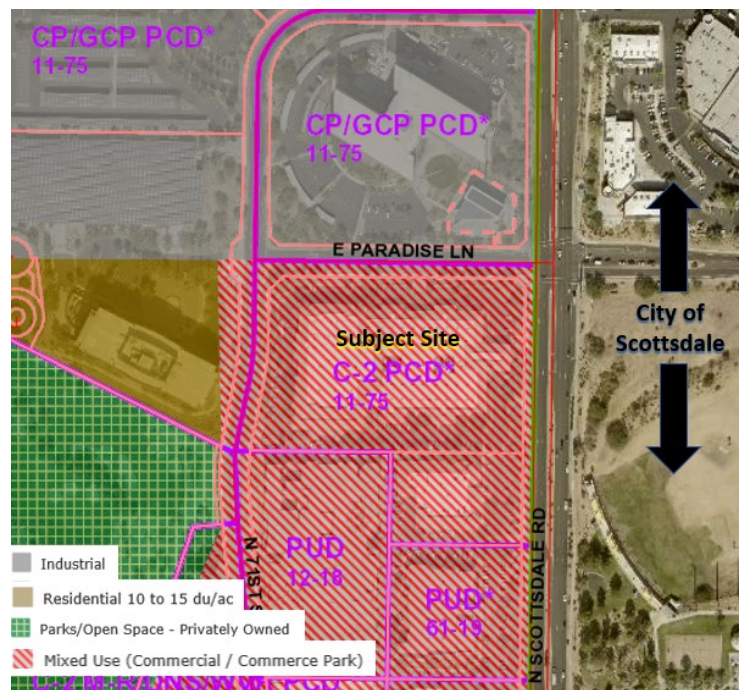 CP/GCP PCD*
11-75
CP/GCP PCD*
11-75
E PARADISE LN
Subject Site
C-2 PCD*
11-75
City of
Scottsdale
PUD
12-18
PUD*
61-19
N 71ST S
N SCOTTSDALE RD
Industrial
Residential 10 to 15 du/ac
Parks/Open Space - Privately Owned
Mixed Use (Commercial / Commerce Park)